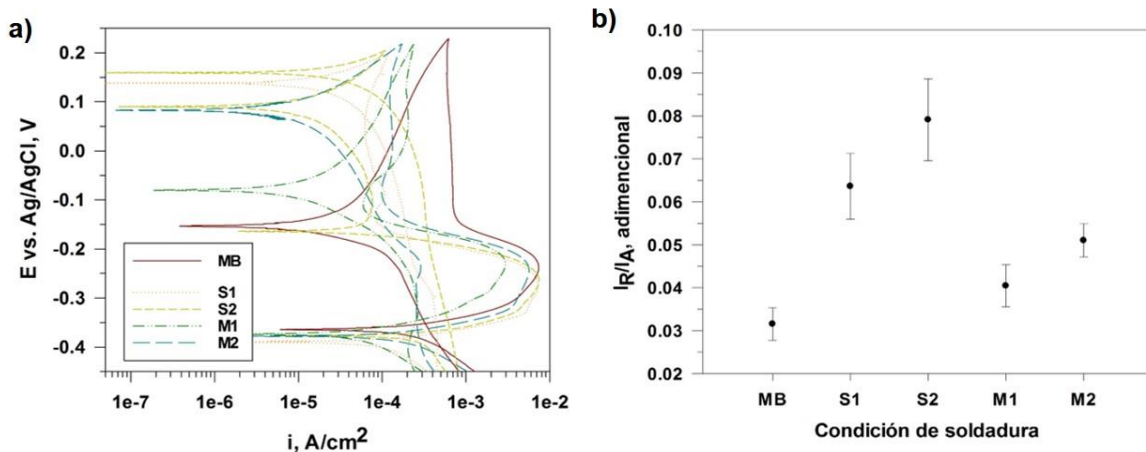 a)
0.2
0.1
0.0
-0.1
-0.2
-0.3
-0.4
E vs. Ag/AgCl, V
MB
S1
S2
M1
M2
1e-7 1e-6 1e-5 1e-4 1e-3 1e-2
i, A/cm2
b)
0.10
0.09
0.08
0.07
0.06
0.05
0.04
0.03
0.02
IR/IA, adimencional
MB S1 S2 M1 M2
Condición de soldadura